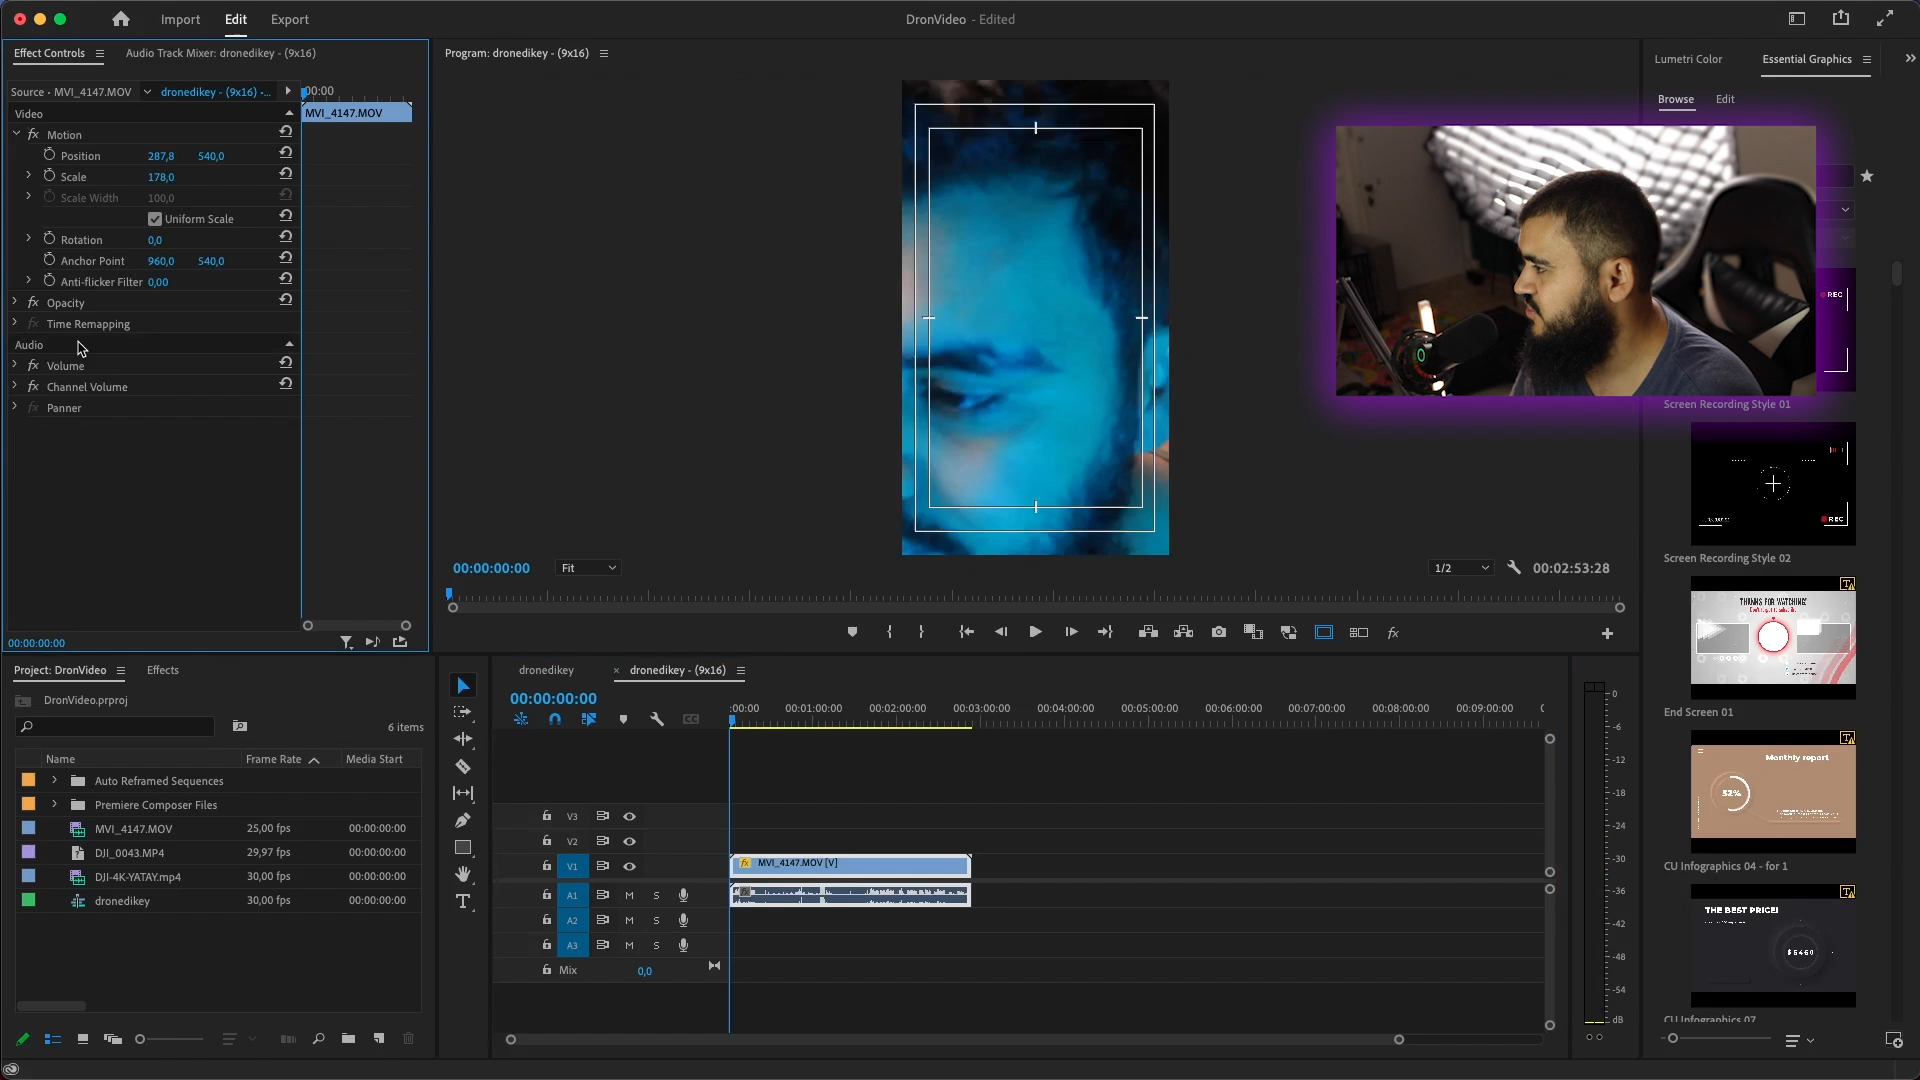 Import
Edit
Export
DronVideo - Edited
Effect Controls
Audio Track Mixer: dronedikey - (9x16)
Program: dronedikey - (9x16)
Lumetri Color
Essential Graphics
Browse
Edit
Source • MVI_4147.MOV
dronedikey - (9x16) •...
:00:00
Video
MVI_4147.MOV
fx Motion
Position 287,8 540,0
Scale 178,0
Scale Width 100,0
Uniform Scale
Rotation 0,0
Anchor Point 960,0 540,0
Anti-flicker Filter 0,00
fx Opacity
fx Time Remapping
Audio
fx Volume
fx Channel Volume
fx Panner
00:00:00:00
00:00:00:00
Fit
1/2
00:02:53:28
fx
REC
Screen Recording Style 01
REC
Screen Recording Style 02
THANKS FOR WATCHING!
End Screen 01
Monthly report
52%
CU Infographics 04 - for 1
THE BEST PRICE!
$5460
CU Infographics 07
Project: DronVideo
Effects
DronVideo.prproj
6 items
Name Frame Rate Media Start
Auto Reframed Sequences
Premiere Composer Files
MVI_4147.MOV 25,00 fps 00:00:00:00
DJI_0043.MP4 29,97 fps 00:00:00:00
DJI-4K-YATAY.mp4 30,00 fps 00:00:00:00
dronedikey 30,00 fps 00:00:00:00
dronedikey
× dronedikey - (9x16)
00:00:00:00
:00:00 00:01:00:00 00:02:00:00 00:03:00:00 00:04:00:00 00:05:00:00 00:06:00:00 00:07:00:00 00:08:00:00 00:09:00:00
CC
V3
V2
V1
fx MVI_4147.MOV [V]
A1 M S
fx
A2 M S
A3 M S
Mix 0,0
T
0
-6
-12
-18
-24
-30
-36
-42
-48
-54
dB